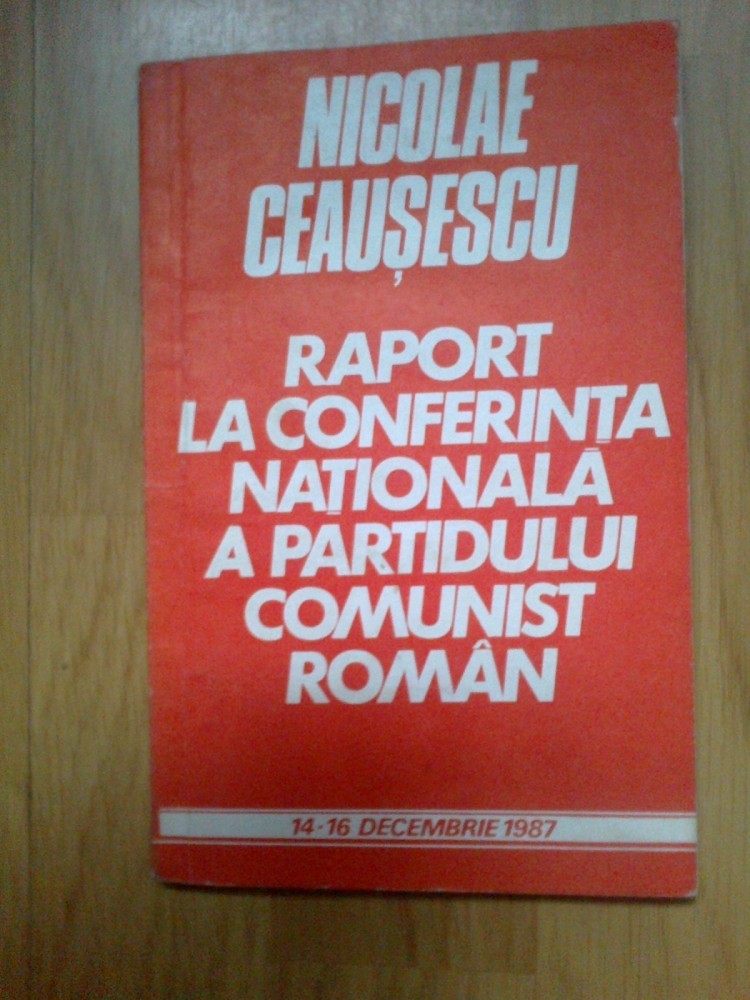 NICOLAE
CEAUȘESCU
RAPORT
LA CONFERINȚA
NAȚIONALĂ
A PARTIDULUI
COMUNIST
ROMÂN
14-16 DECEMBRIE 1987